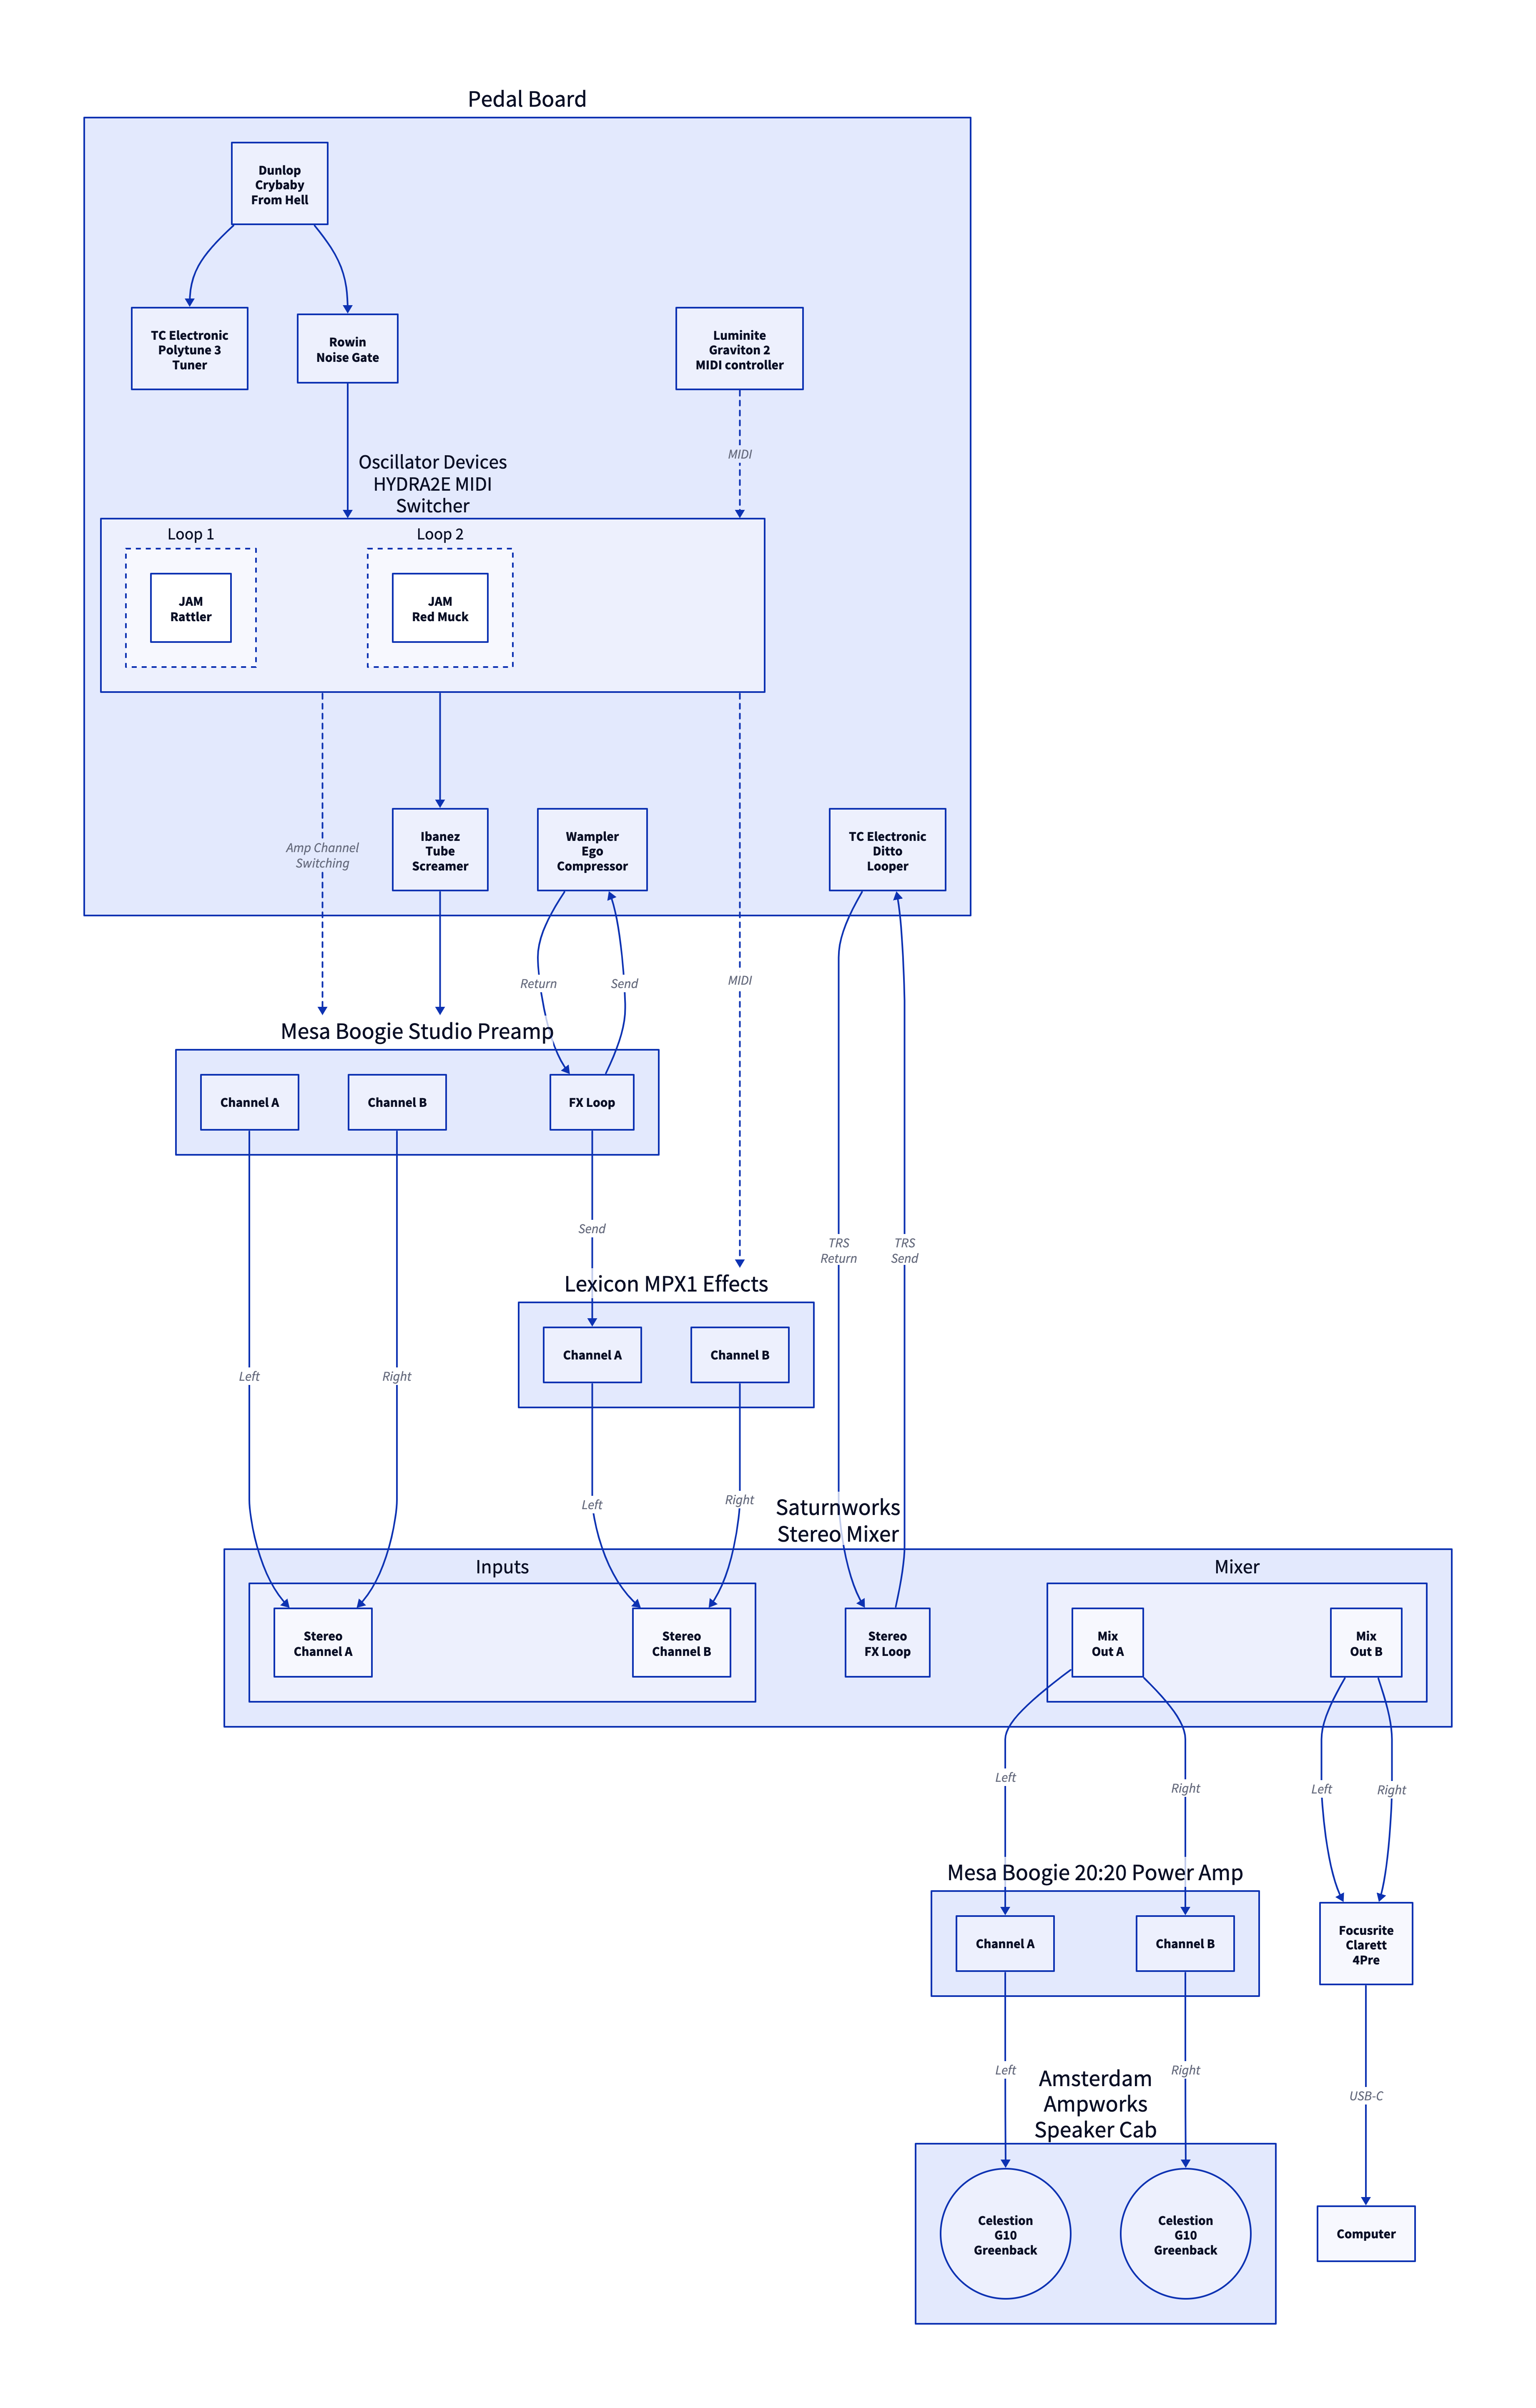 Pedal Board
Dunlop
Crybaby
From Hell
TC Electronic
Polytune 3
Tuner
Rowin
Noise Gate
Luminite
Graviton 2
MIDI controller
MIDI
Oscillator Devices
HYDRA2E MIDI
Switcher
Loop 1
Loop 2
JAM
Rattler
JAM
Red Muck
Amp Channel
Switching
Ibanez
Tube
Screamer
Wampler
Ego
Compressor
TC Electronic
Ditto
Looper
Return
Send
MIDI
Mesa Boogie Studio Preamp
Channel A
Channel B
FX Loop
Send
TRS
Return
TRS
Send
Lexicon MPX1 Effects
Channel A
Channel B
Left
Right
Left
Right
Saturnworks
Stereo Mixer
Inputs
Mixer
Stereo
Channel A
Stereo
Channel B
Stereo
FX Loop
Mix
Out A
Mix
Out B
Left
Right
Left
Right
Mesa Boogie 20:20 Power Amp
Channel A
Channel B
Focusrite
Clarett
4Pre
Left
Right
USB-C
Amsterdam
Ampworks
Speaker Cab
Celestion
G10
Greenback
Celestion
G10
Greenback
Computer